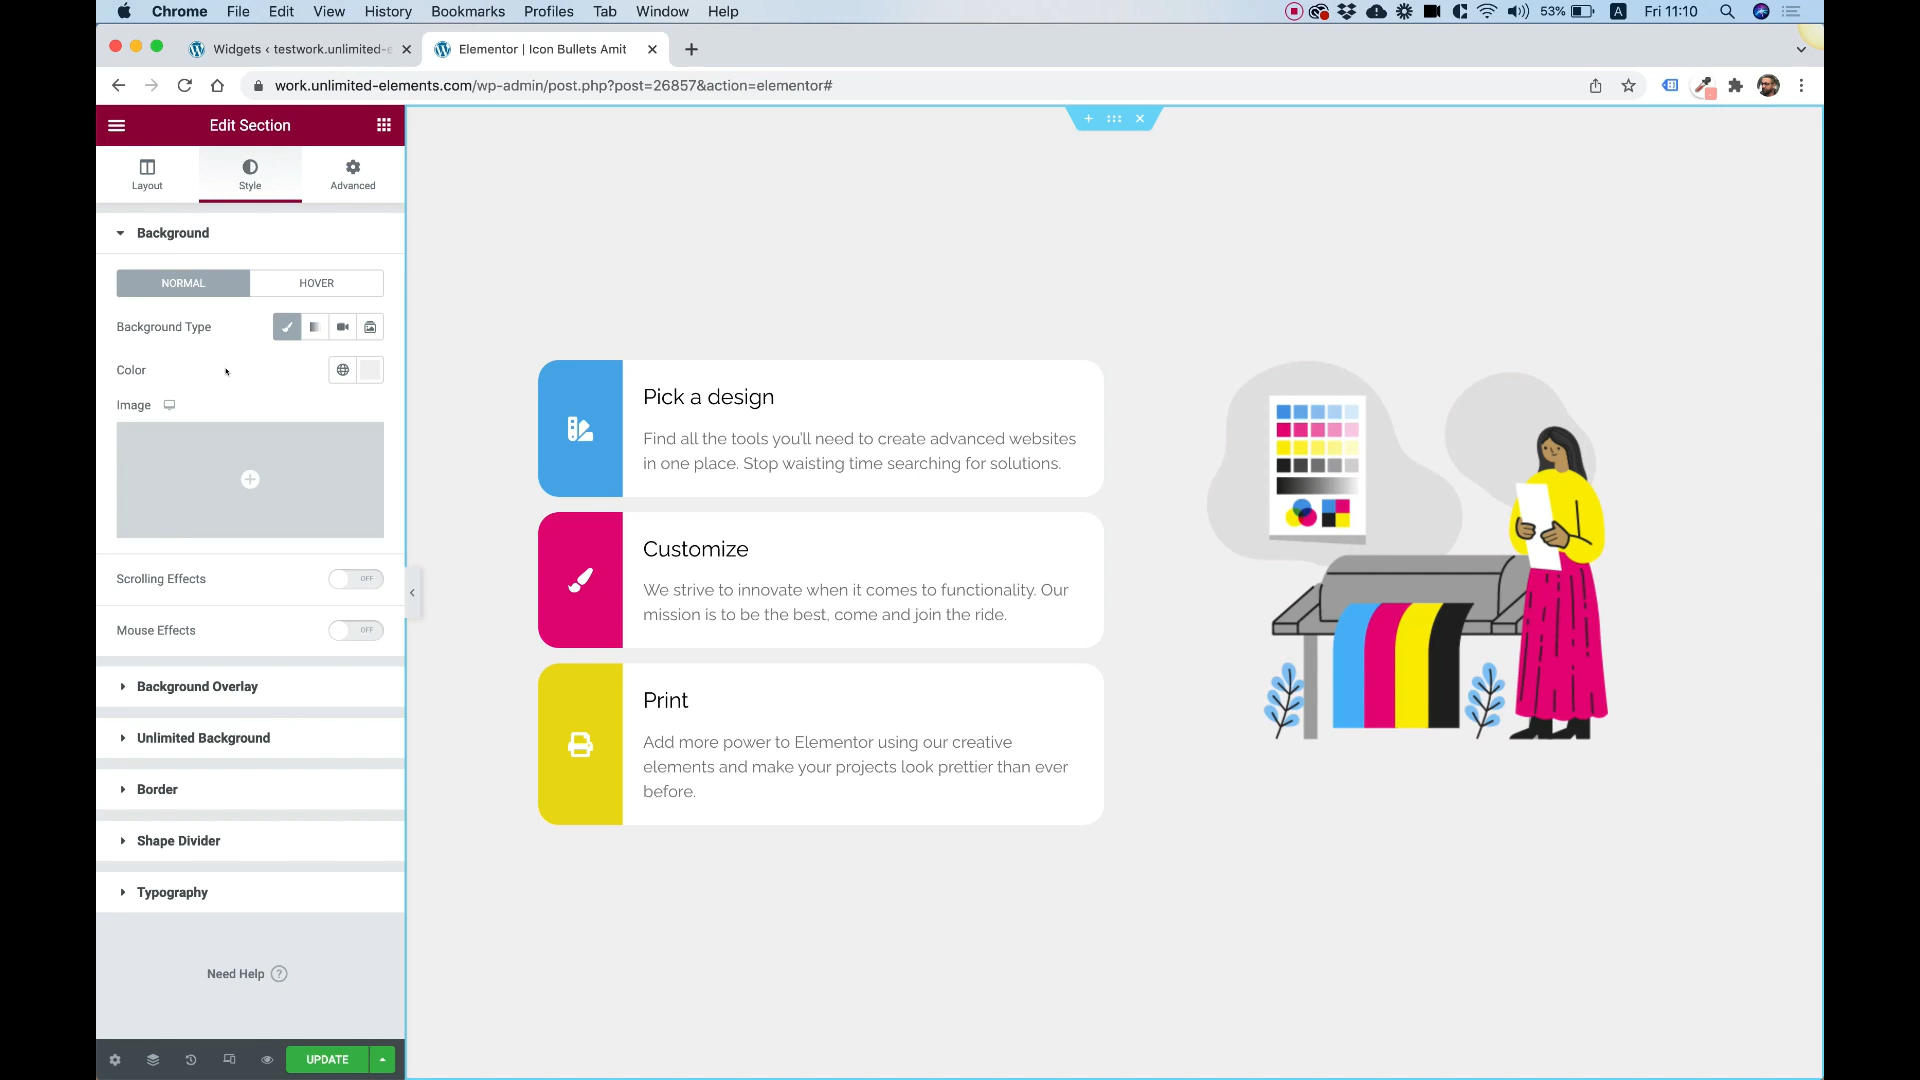 Chrome File Edit View History Bookmarks Profiles Tab Window Help 53% A Fri 11:10
Widgets ‹ testwork.unlimited-e Elementor | Icon Bullets Amit
work.unlimited-elements.com/wp-admin/post.php?post=26857&action=elementor#
Edit Section
Layout Style Advanced
Background
NORMAL HOVER
Background Type
Color
Image
Scrolling Effects OFF
Mouse Effects OFF
Background Overlay
Unlimited Background
Border
Shape Divider
Typography
Need Help ?
UPDATE
Pick a design
Find all the tools you'll need to create advanced websites
in one place. Stop waisting time searching for solutions.
Customize
We strive to innovate when it comes to functionality. Our
mission is to be the best, come and join the ride.
Print
Add more power to Elementor using our creative
elements and make your projects look prettier than ever
before.